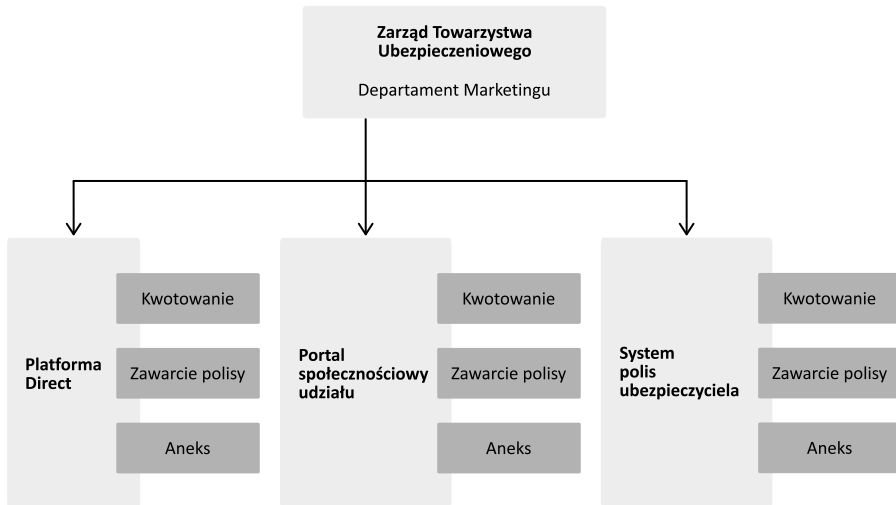 Zarząd Towarzystwa
Ubezpieczeniowego
Departament Marketingu
Platforma
Direct
Kwotowanie
Zawarcie polisy
Aneks
Portal
społecznościowy
udziału
Kwotowanie
Zawarcie polisy
Aneks
System
polis
ubezpieczyciela
Kwotowanie
Zawarcie polisy
Aneks